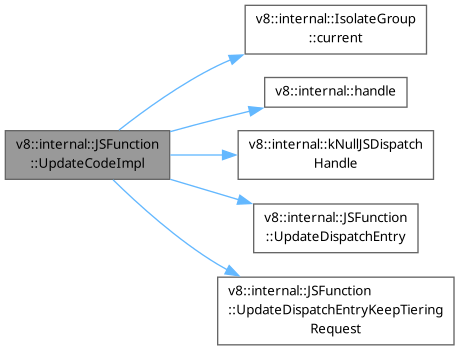 v8::internal::JSFunction
::UpdateCodeImpl
v8::internal::IsolateGroup
::current
v8::internal::handle
v8::internal::kNullJSDispatch
Handle
v8::internal::JSFunction
::UpdateDispatchEntry
v8::internal::JSFunction
::UpdateDispatchEntryKeepTiering
Request